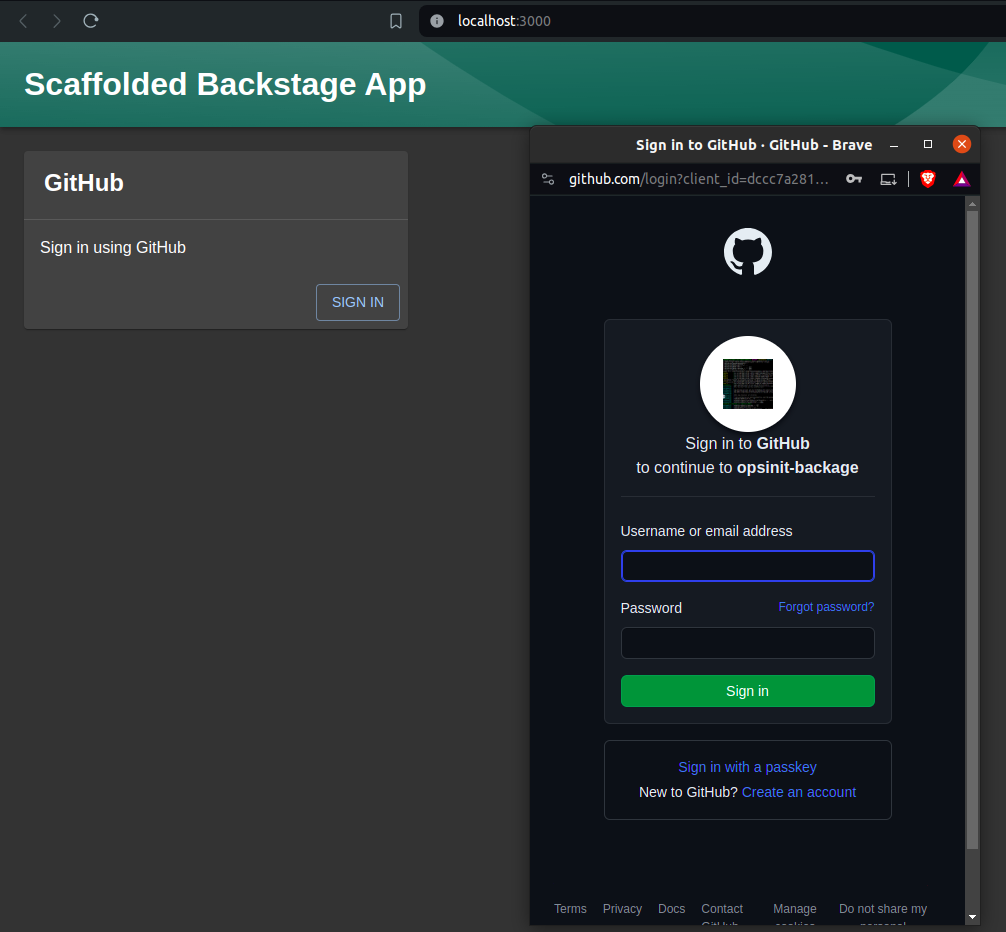 localhost:3000
Scaffolded Backstage App
GitHub
Sign in using GitHub
SIGN IN
Sign in to GitHub · GitHub - Brave
github.com/login?client_id=dccc7a281...
Sign in to GitHub
to continue to opsinit-backage
Username or email address
Password
Forgot password?
Sign in
Sign in with a passkey
New to GitHub? Create an account
Terms Privacy Docs Contact Manage Do not share my
GitHub cookies personal